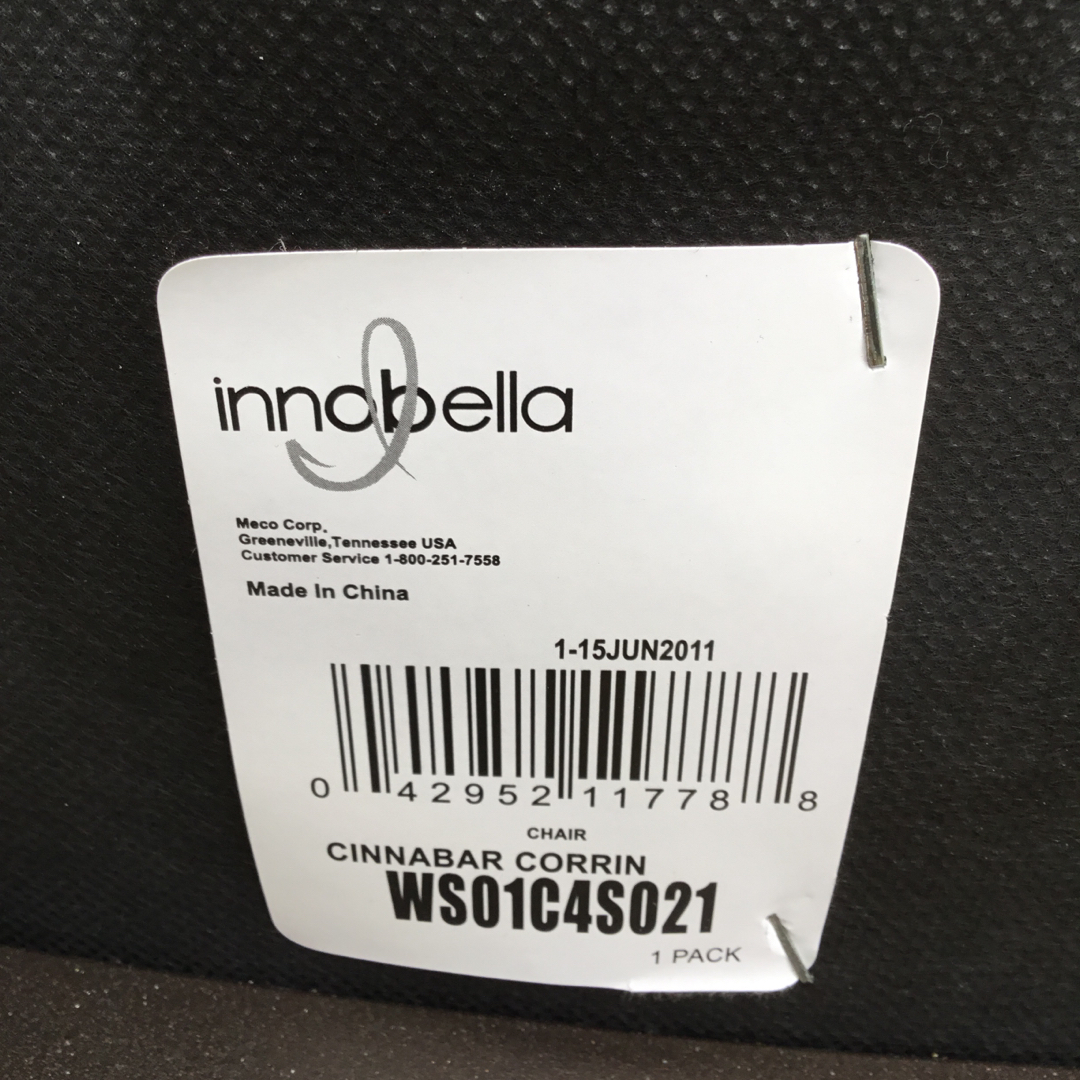 innobella
Meco Corp.
Greeneville,Tennessee USA
Customer Service 1-800-251-7558
Made In China
1-15JUN2011
0 42952 11778 8
CHAIR
CINNABAR CORRIN
WS01C4S021
1 PACK